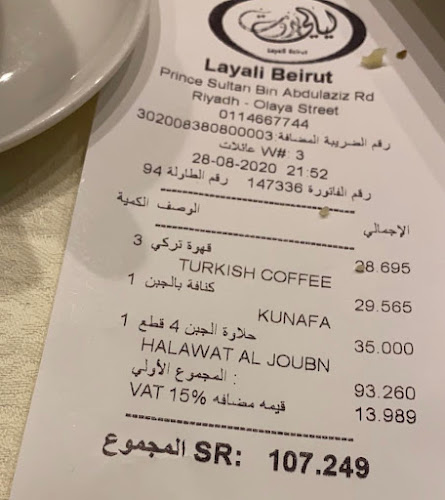 ليالي بيروت
Layali Beirut
Layali Beirut
Prince Sultan Bin Abdulaziz Rd
Riyadh - Olaya Street
0114667744
رقم الضريبة المضافة:302008380800003
عائلات W#: 3
28-08-2020 21:52
رقم الفاتورة 147336 رقم الطاولة 94
الوصف الكمية الإجمالي
قهوة تركي 3
TURKISH COFFEE 28.695
كنافة بالجبن 1
KUNAFA 29.565
حلاوة الجبن 4 قطع 1
HALAWAT AL JOUBN 35.000
المجموع الأولي : 93.260
قيمه مضافه VAT 15% 13.989
المجموع SR: 107.249